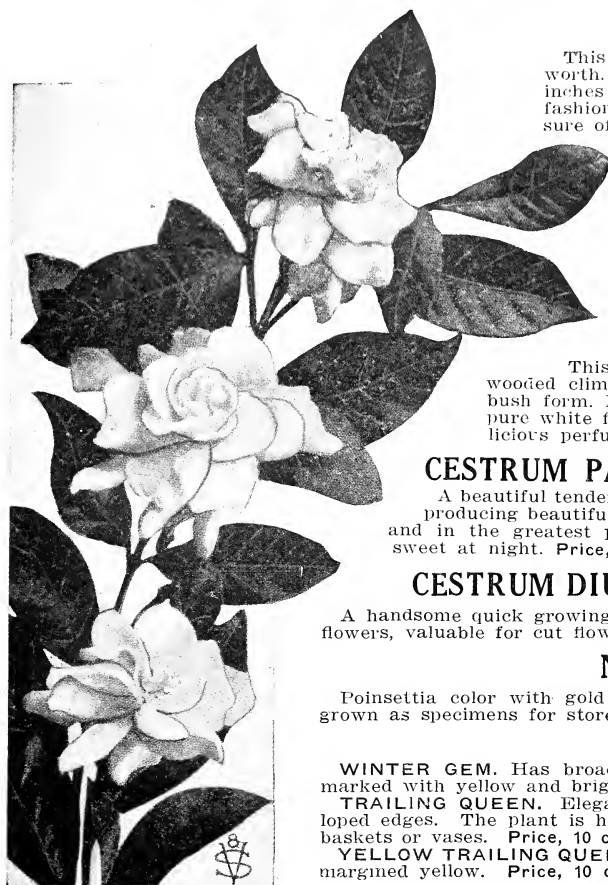 This
worth.
inches
fashion
sure of
This
wooded clim
bush form.
pure white f
licious perfu
CESTRUM PA
A beautiful tende
producing beautifu
and in the greatest
sweet at night. Price,
CESTRUM DIU
A handsome quick growing
flowers, valuable for cut flow
Poinsettia color with gold
grown as specimens for store
WINTER GEM. Has broad
marked with yellow and brig
TRAILING QUEEN. Elega
loped edges. The plant is h
baskets or vases. Price, 10 c
YELLOW TRAILING QUEE
margined yellow. Price, 10 c